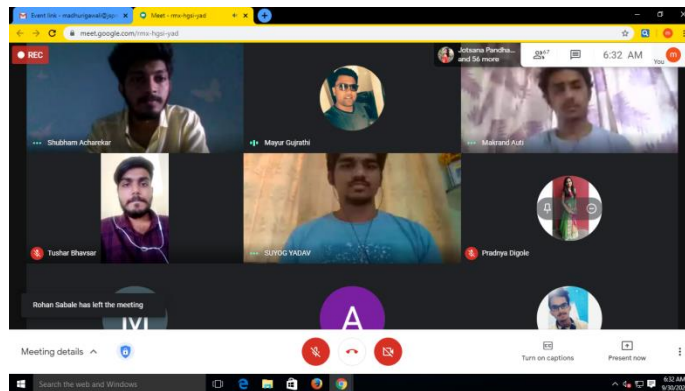 Event link - madhurigavali@jsp
Meet - rmx-hgsi-yad
meet.google.com/rmx-hgsi-yad
REC
Jotsana Pandha...
and 56 more
67
6:32 AM
You
m
Shubham Acharekar
Mayur Gujrathi
Makrand Auti
Tushar Bhavsar
SUYOG YADAV
Pradnya Digole
Rohan Sabale has left the meeting
M
A
Meeting details
Turn on captions
Present now
Search the web and Windows
6:32 AM